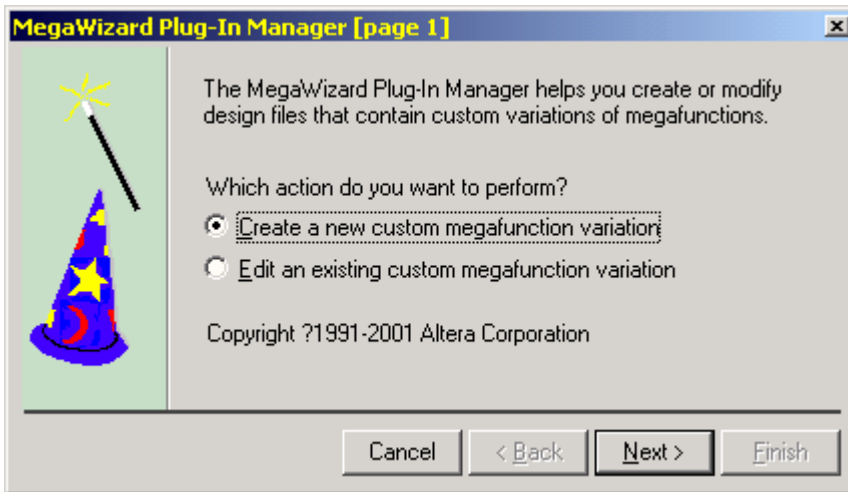 MegaWizard Plug-In Manager [page 1]
The MegaWizard Plug-In Manager helps you create or modify
design files that contain custom variations of megafunctions.
Which action do you want to perform?
Create a new custom megafunction variation
Edit an existing custom megafunction variation
Copyright ?1991-2001 Altera Corporation
Cancel < Back Next > Finish